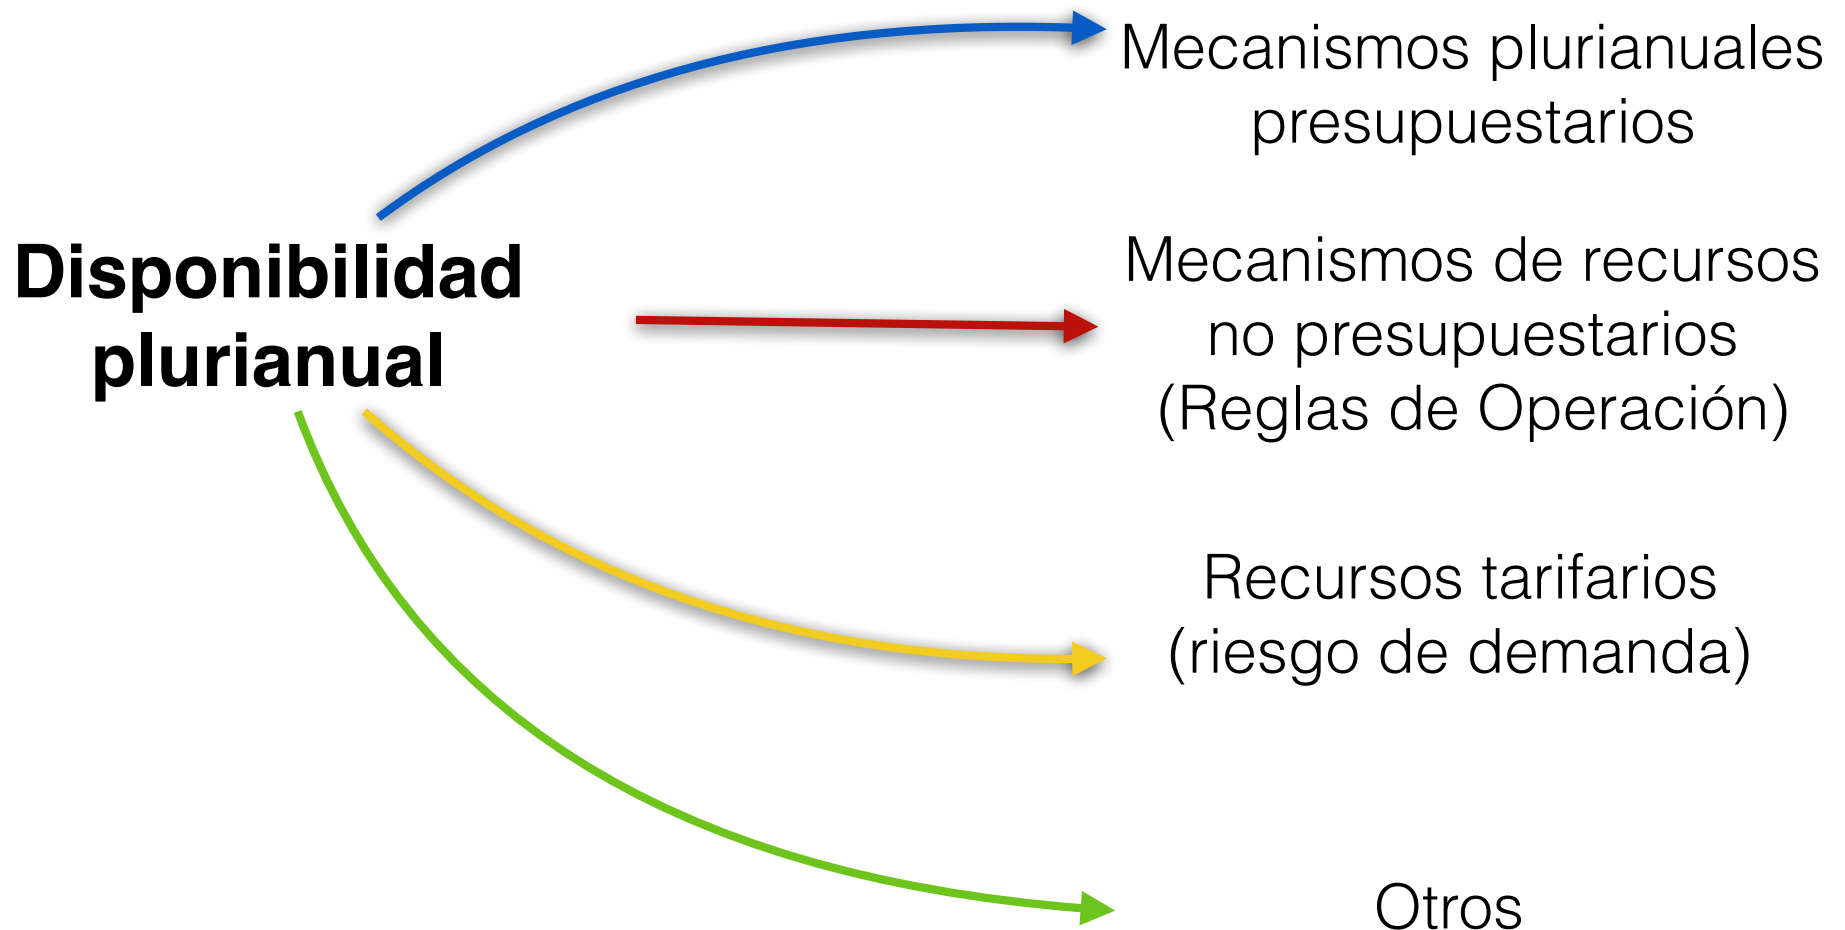 Disponibilidad
plurianual
Mecanismos plurianuales
presupuestarios
Mecanismos de recursos
no presupuestarios
(Reglas de Operación)
Recursos tarifarios
(riesgo de demanda)
Otros